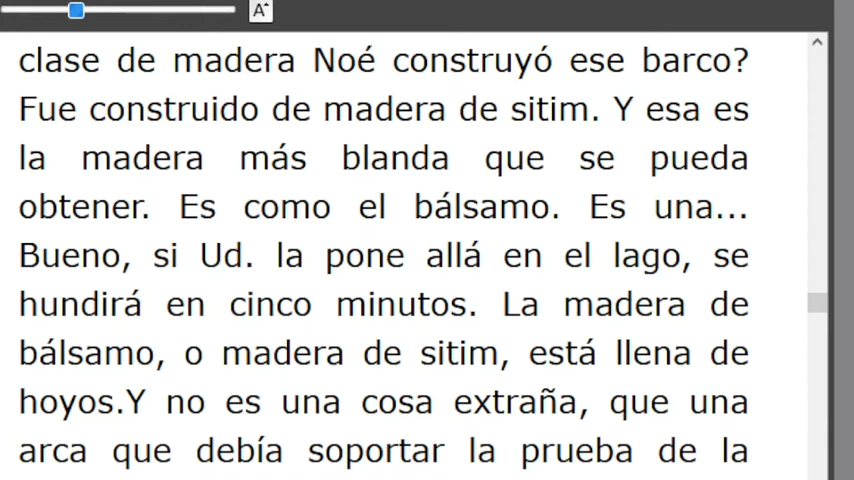 A
clase de madera Noé construyó ese barco?
Fue construido de madera de sitim. Y esa es
la madera más blanda que se pueda
obtener. Es como el bálsamo. Es una...
Bueno, si Ud. la pone allá en el lago, se
hundirá en cinco minutos. La madera de
bálsamo, o madera de sitim, está llena de
hoyos.Y no es una cosa extraña, que una
arca que debía soportar la prueba de la